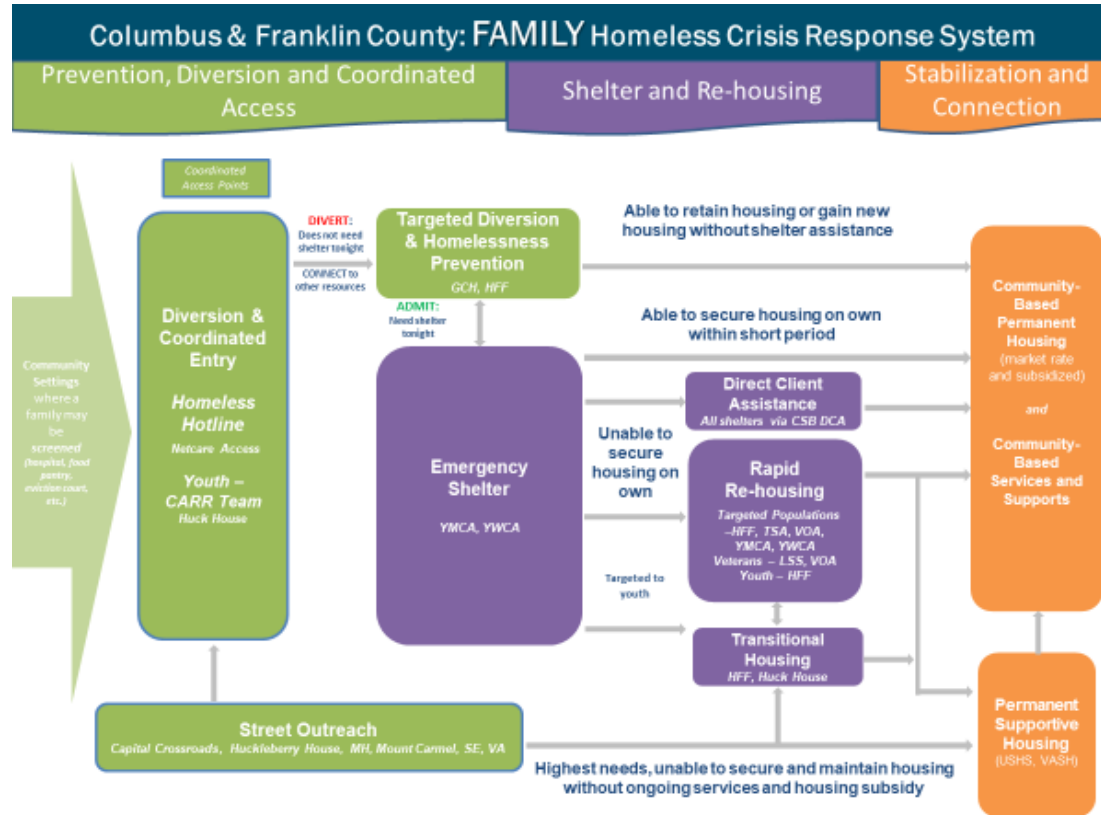 Columbus & Franklin County: FAMILY Homeless Crisis Response System
Prevention, Diversion and Coordinated
Access
Shelter and Re-housing
Stabilization and
Connection
Coordinated
Access Points
Community
Settings
where a
family may
be
screened
(hospital, food
pantry,
eviction court,
etc.)
Diversion &
Coordinated
Entry
Homeless
Hotline
Netcare Access
Youth –
CARR Team
Huck House
DIVERT:
Does not need
shelter tonight
CONNECT to
other resources
Targeted Diversion
& Homelessness
Prevention
GCH, HFF
ADMIT:
Need shelter
tonight
Emergency
Shelter
YMCA, YWCA
Able to retain housing or gain new
housing without shelter assistance
Able to secure housing on own
within short period
Direct Client
Assistance
All shelters via CSB DCA
Unable to
secure
housing on
own
Rapid
Re-housing
Targeted Populations
–HFF, TSA, VOA,
YMCA, YWCA
Veterans – LSS, VOA
Youth – HFF
Targeted to
youth
Transitional
Housing
HFF, Huck House
Community-
Based
Permanent
Housing
(market rate
and subsidized)
and
Community-
Based
Services and
Supports
Street Outreach
Capital Crossroads, Huckleberry House, MH, Mount Carmel, SE, VA
Highest needs, unable to secure and maintain housing
without ongoing services and housing subsidy
Permanent
Supportive
Housing
(USHS, VASH)